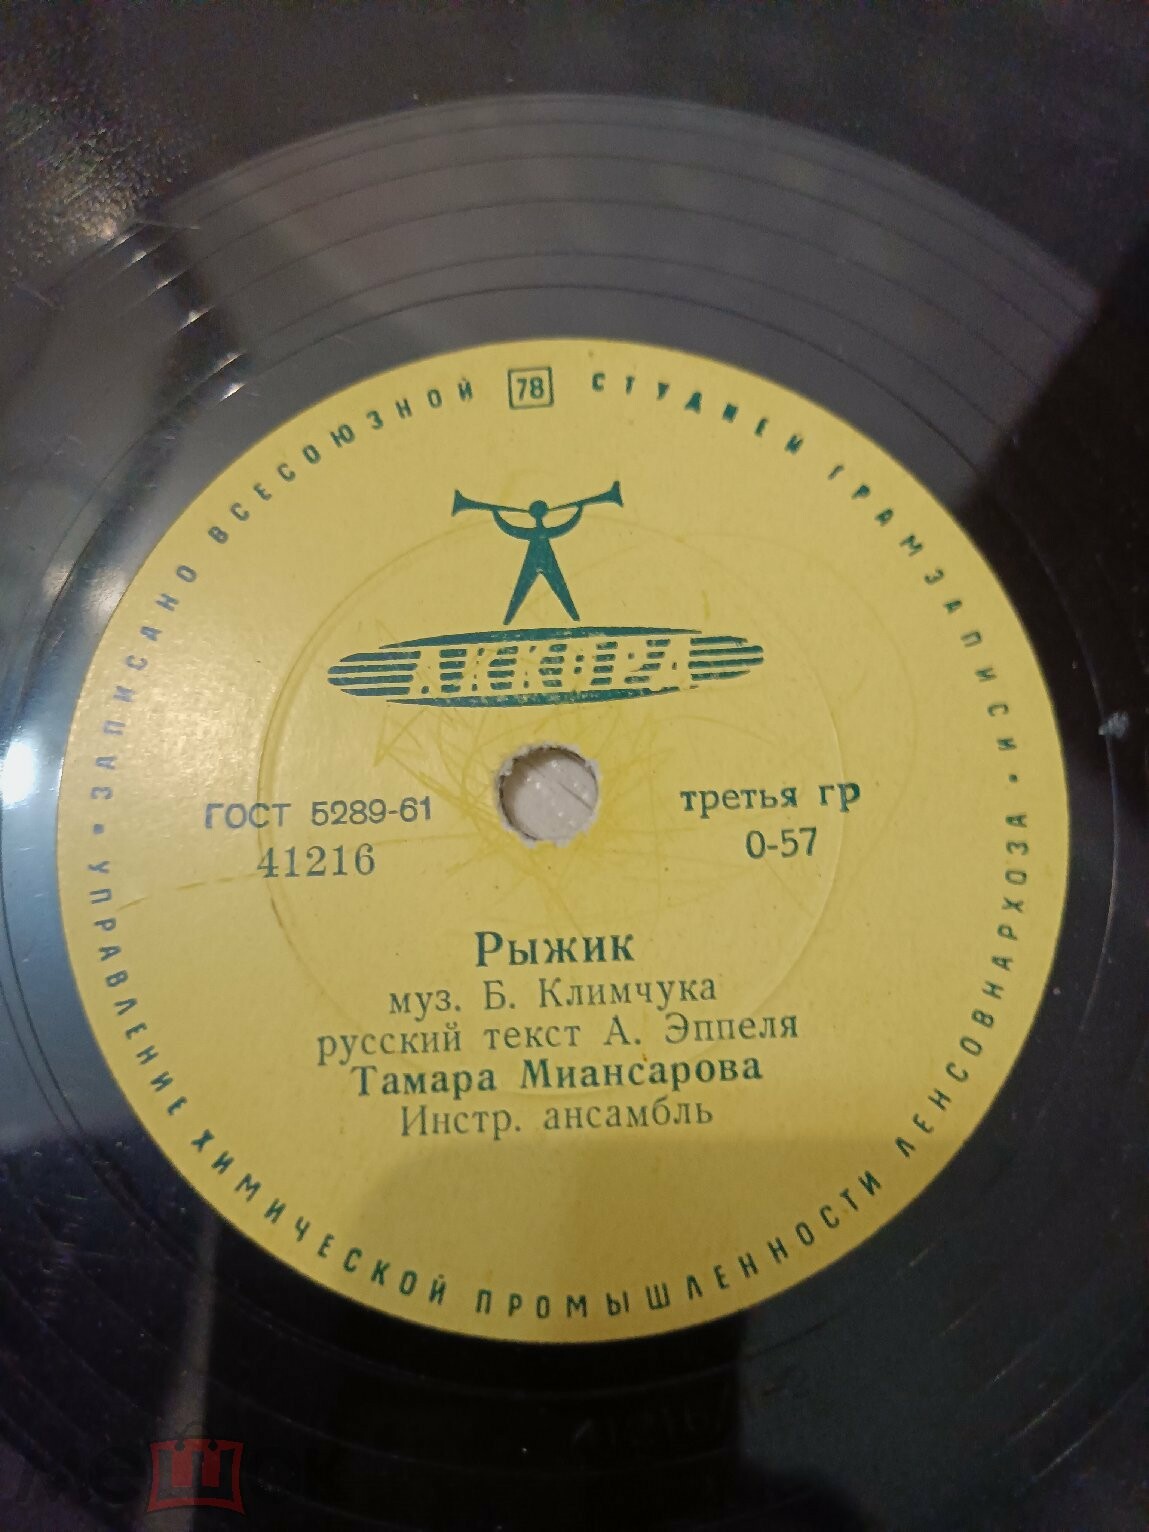 ЗАПИСАНО ВСЕСОЮЗНОЙ 78 СТУДИЕЙ ГРАМЗАПИСИ •
АККОРД
ГОСТ 5289-61
41216
третья гр
0-57
Рыжик
муз. Б. Климчука
русский текст А. Эппеля
Тамара Миансарова
Инстр. ансамбль
УПРАВЛЕНИЕ ХИМИЧЕСКОЙ ПРОМЫШЛЕННОСТИ ЛЕНСОВНАРХОЗА •